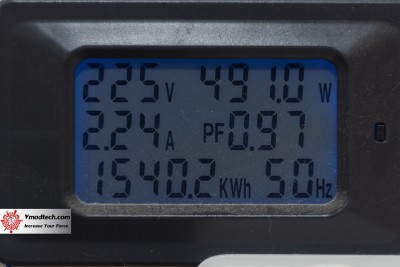 225 V 491.0 W
2.24 A PF 0.97
1540.2 KWh 50 Hz
Vmodtech.com
Increase Your Force